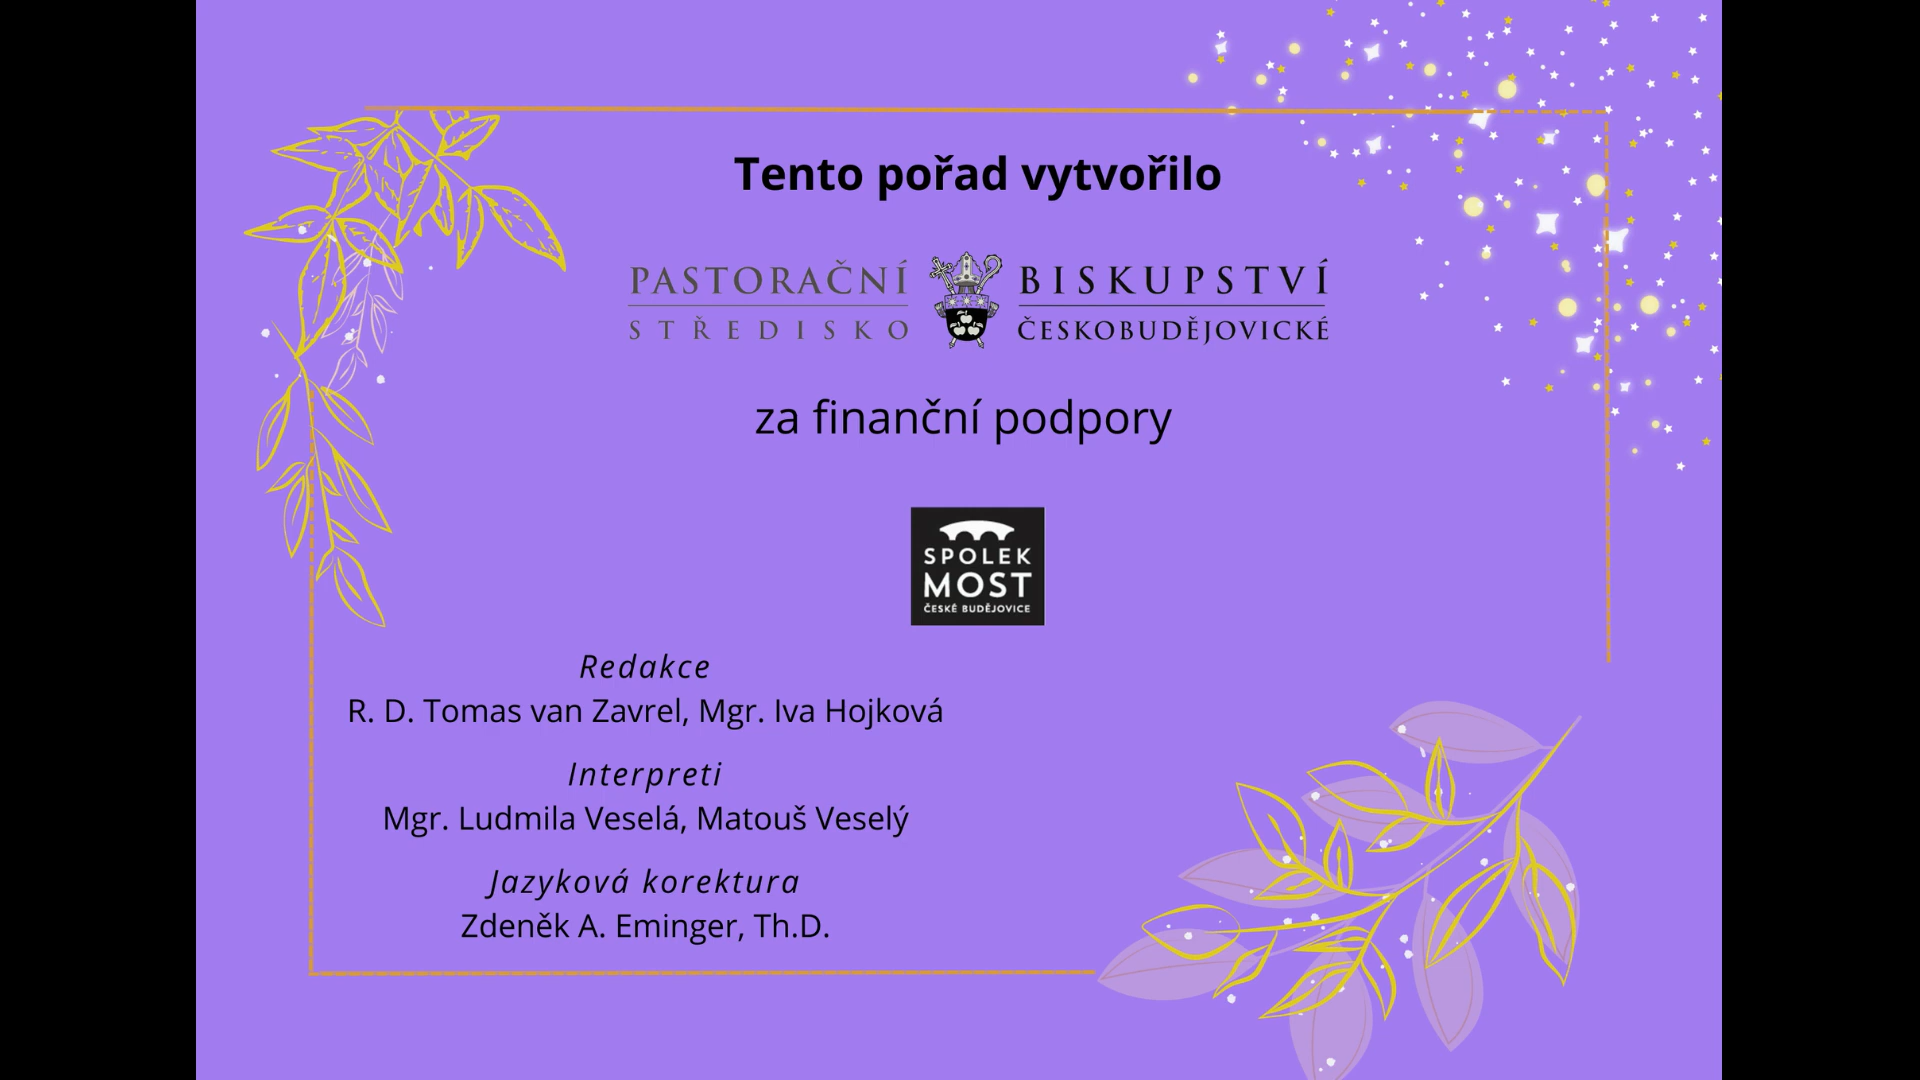 Tento pořad vytvořilo
PASTORAČNÍ BISKUPSTVÍ
STŘEDISKO ČESKOBUDĚJOVICKÉ
za finanční podpory
SPOLEK
MOST
ČESKÉ BUDĚJOVICE
Redakce
R. D. Tomas van Zavrel, Mgr. Iva Hojková
Interpreti
Mgr. Ludmila Veselá, Matouš Veselý
Jazyková korektura
Zdeněk A. Eminger, Th.D.